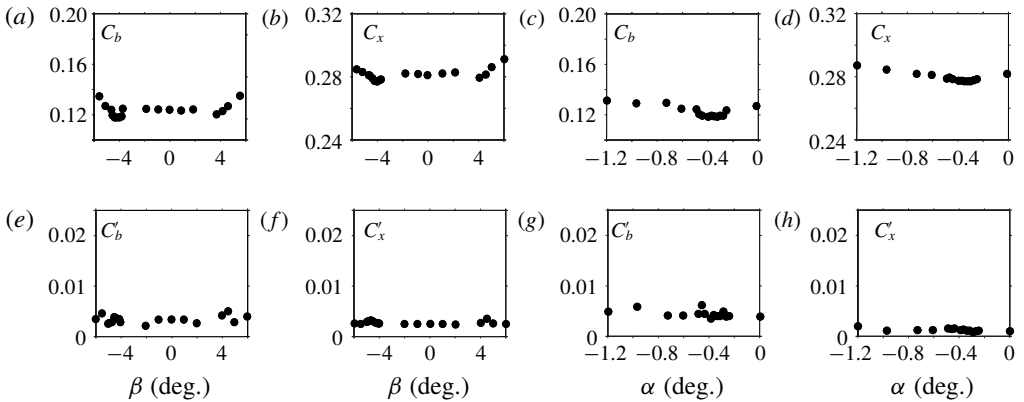 (a) 0.20 C_b 0.16 0.12 −4 0 4
(b) 0.32 C_x 0.28 0.24 −4 0 4
(c) 0.20 C_b 0.16 0.12 −1.2 −0.8 −0.4 0
(d) 0.32 C_x 0.28 0.24 −1.2 −0.8 −0.4 0
(e) 0.02 C′_b 0.01 0 −4 0 4
β (deg.)
(f) 0.02 C′_x 0.01 0 −4 0 4
β (deg.)
(g) 0.02 C′_b 0.01 0 −1.2 −0.8 −0.4 0
α (deg.)
(h) 0.02 C′_x 0.01 0 −1.2 −0.8 −0.4 0
α (deg.)